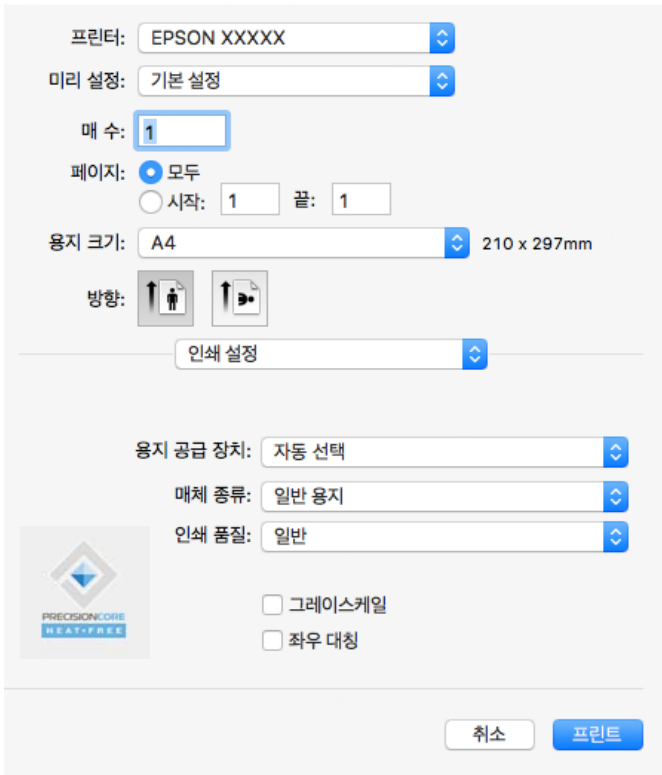 프린터: EPSON XXXXX
미리 설정: 기본 설정
매 수: 1
페이지: 모두
시작: 1 끝: 1
용지 크기: A4 210 x 297mm
방향:
인쇄 설정
용지 공급 장치: 자동 선택
매체 종류: 일반 용지
인쇄 품질: 일반
PRECISIONCORE
HEAT-FREE
그레이스케일
좌우 대칭
취소 프린트